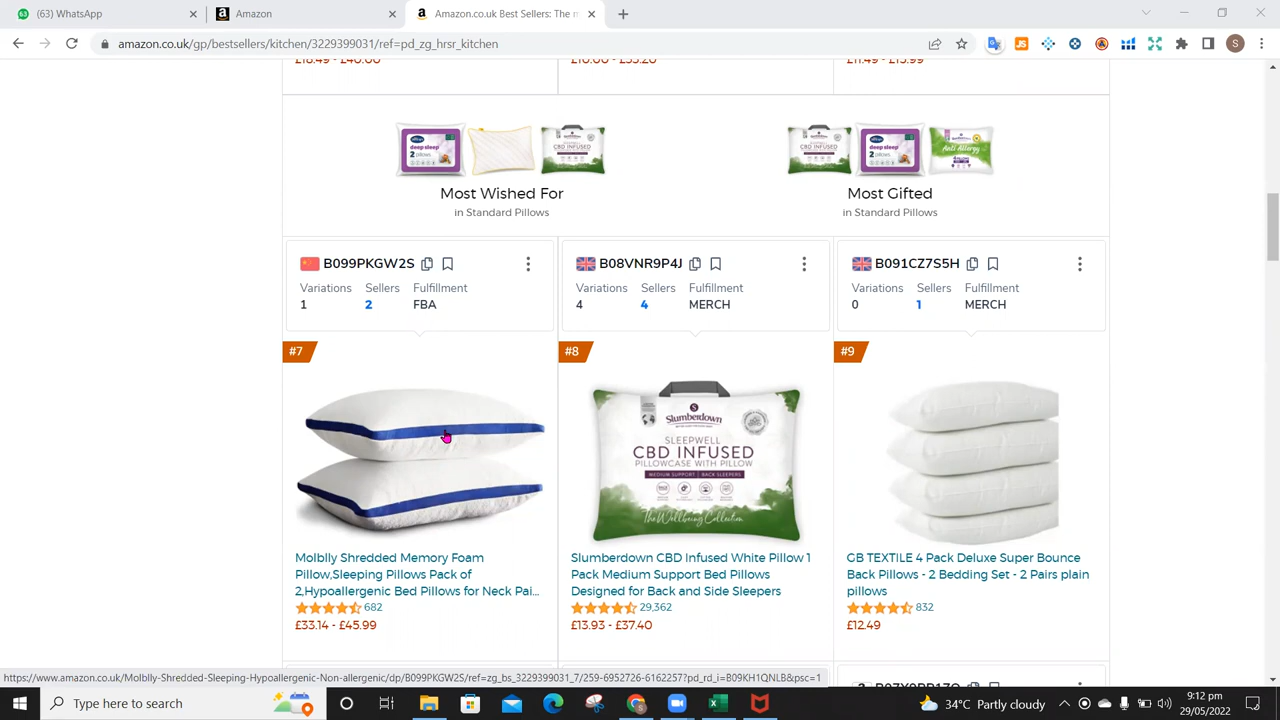 (63) WhatsApp
Amazon
Amazon.co.uk Best Sellers: The m
amazon.co.uk/gp/bestsellers/kitchen/3229399031/ref=pd_zg_hrsr_kitchen
£18.49 - £40.00
£10.00 - £35.20
£11.49 - £15.99
deep sleep
2 pillows
CBD INFUSED
CBD INFUSED
deep sleep
2 pillows
Anti Allergy
Most Wished For
in Standard Pillows
Most Gifted
in Standard Pillows
B099PKGW2S
Variations Sellers Fulfillment
1 2 FBA
B08VNR9P4J
Variations Sellers Fulfillment
4 4 MERCH
B091CZ7S5H
Variations Sellers Fulfillment
0 1 MERCH
#7
#8
#9
Slumberdown
SLEEPWELL
CBD INFUSED
PILLOWCASE WITH PILLOW
MEDIUM SUPPORT BACK SLEEPERS
The Wellbeing Collection
Molblly Shredded Memory Foam
Pillow,Sleeping Pillows Pack of
2,Hypoallergenic Bed Pillows for Neck Pai...
682
£33.14 - £45.99
Slumberdown CBD Infused White Pillow 1
Pack Medium Support Bed Pillows
Designed for Back and Side Sleepers
29,362
£13.93 - £37.40
GB TEXTILE 4 Pack Deluxe Super Bounce
Back Pillows - 2 Bedding Set - 2 Pairs plain
pillows
832
£12.49
https://www.amazon.co.uk/Molblly-Shredded-Sleeping-Hypoallergenic-Non-allergenic/dp/B099PKGW2S/ref=zg_bs_3229399031_7/259-6952726-6162257?pd_rd_i=B09KH1QNLB&psc=1
Type here to search
34°C Partly cloudy
9:12 pm
29/05/2022